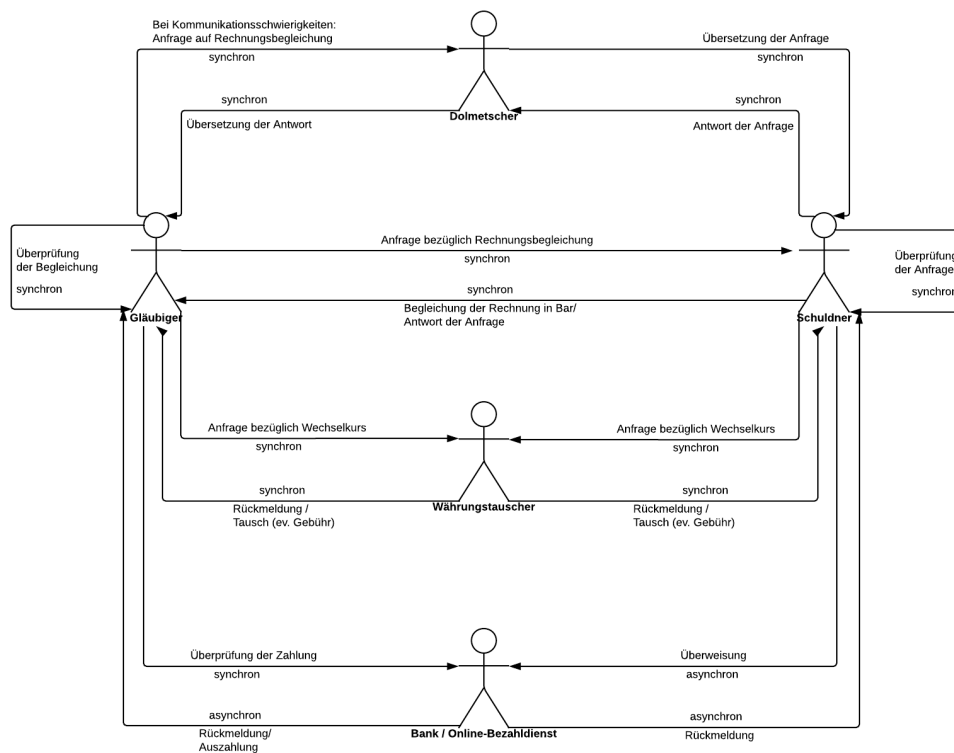 Bei Kommunikationsschwierigkeiten:
Anfrage auf Rechnungsbegleichung
synchron
Übersetzung der Anfrage
synchron
synchron
Übersetzung der Antwort
Dolmetscher
synchron
Antwort der Anfrage
Überprüfung
der Begleichung
synchron
Gläubiger
Anfrage bezüglich Rechnungsbegleichung
synchron
synchron
Begleichung der Rechnung in Bar/
Antwort der Anfrage
Überprüfung
der Anfrage
synchron
Schuldner
Anfrage bezüglich Wechselkurs
synchron
Anfrage bezüglich Wechselkurs
synchron
synchron
Rückmeldung /
Tausch (ev. Gebühr)
Währungstauscher
synchron
Rückmeldung /
Tausch (ev. Gebühr)
Überprüfung der Zahlung
synchron
Überweisung
asynchron
asynchron
Rückmeldung/
Auszahlung
Bank / Online-Bezahldienst
asynchron
Rückmeldung